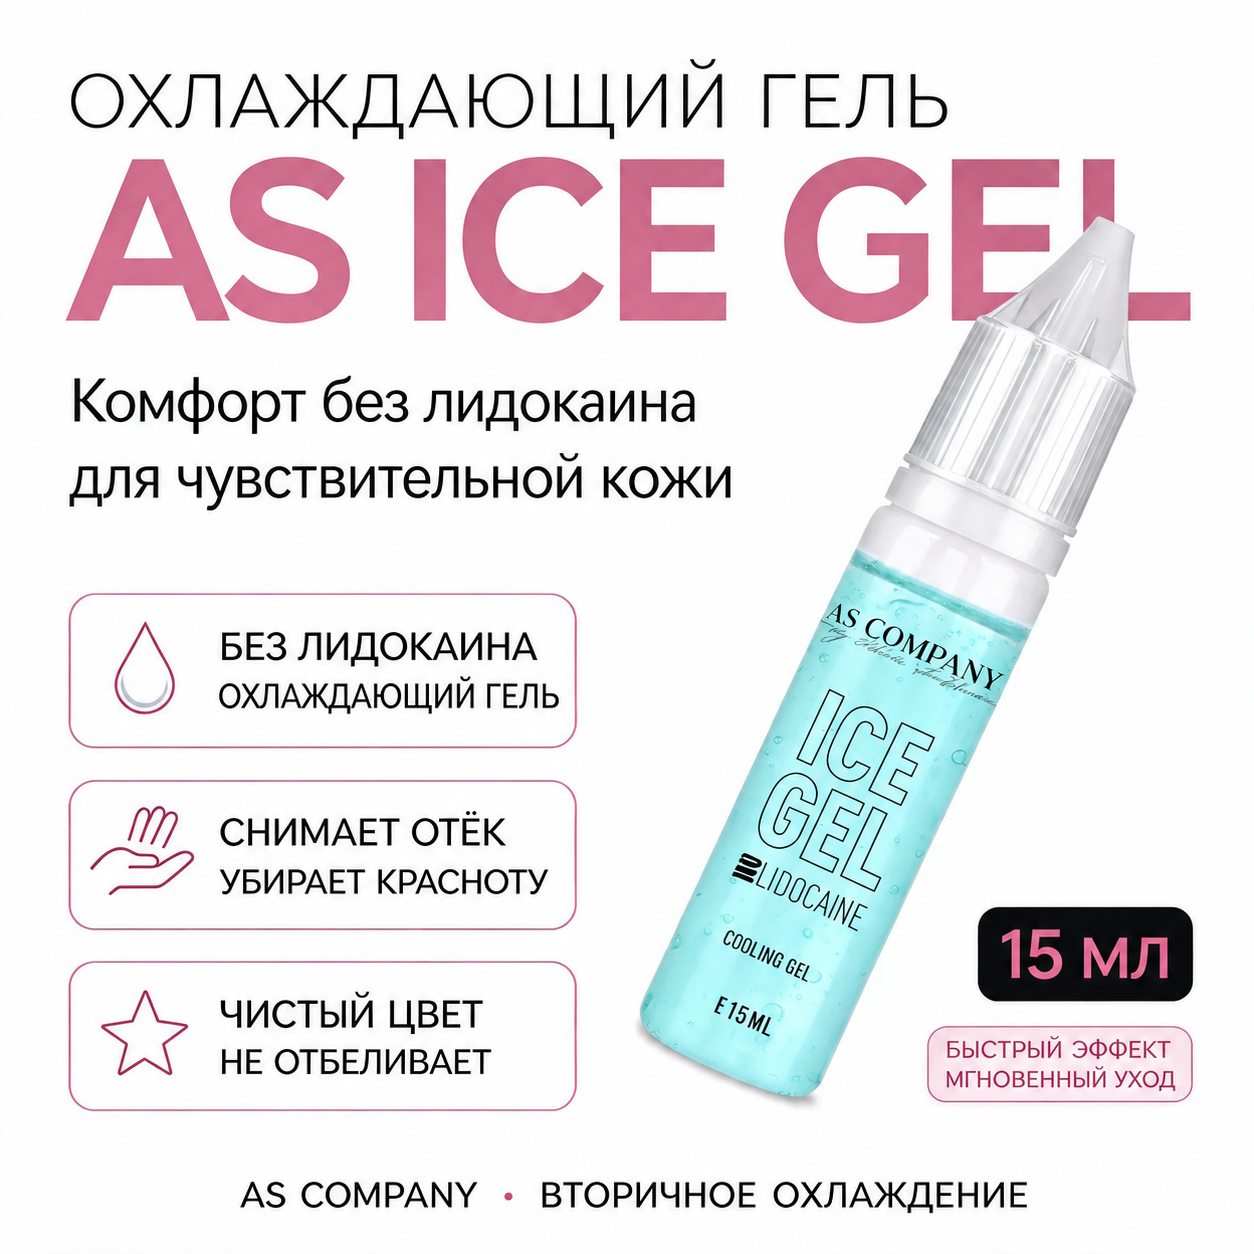 ОХЛАЖДАЮЩИЙ ГЕЛЬ
AS ICE GEL
Комфорт без лидокаина
для чувствительной кожи
БЕЗ ЛИДОКАИНА
ОХЛАЖДАЮЩИЙ ГЕЛЬ
СНИМАЕТ ОТЁК
УБИРАЕТ КРАСНОТУ
ЧИСТЫЙ ЦВЕТ
НЕ ОТБЕЛИВАЕТ
AS COMPANY
ICE
GEL
NO LIDOCAINE
COOLING GEL
E 15 ML
15 МЛ
БЫСТРЫЙ ЭФФЕКТ
МГНОВЕННЫЙ УХОД
AS COMPANY • ВТОРИЧНОЕ ОХЛАЖДЕНИЕ